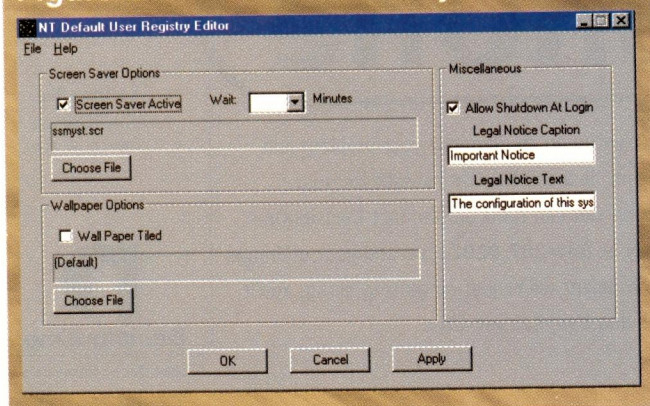 NT Default User Registry Editor
File Help
Screen Saver Options
Screen Saver Active Wait: Minutes
ssmyst.scr
Choose File
Wallpaper Options
Wall Paper Tiled
(Default)
Choose File
Miscellaneous
Allow Shutdown At Login
Legal Notice Caption
Important Notice
Legal Notice Text
The configuration of this sys
OK Cancel Apply